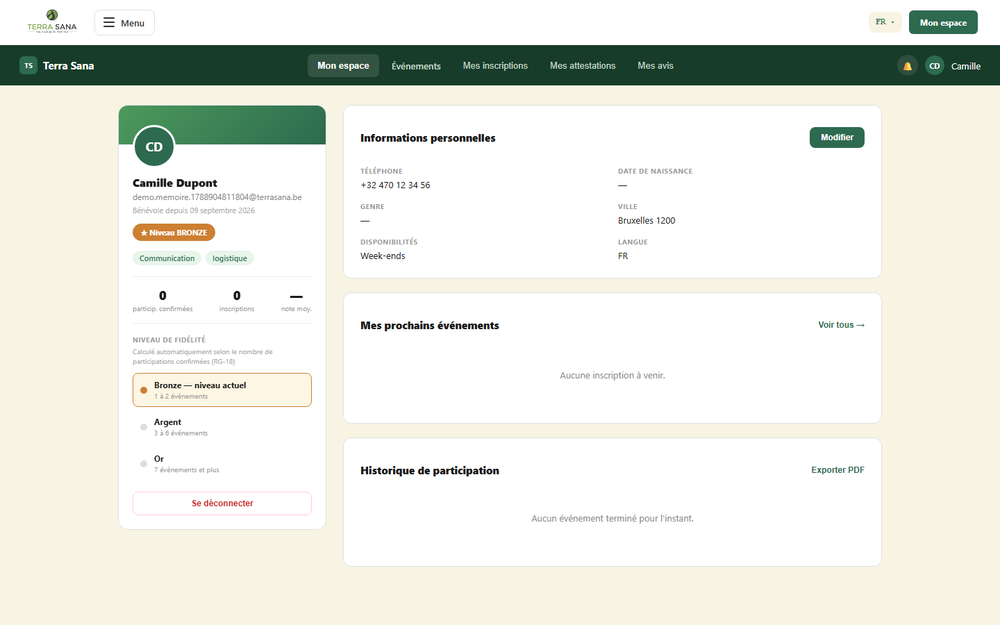 TERRA SANA
Menu
FR
Mon espace
TS
Terra Sana
Mon espace
Événements
Mes inscriptions
Mes attestations
Mes avis
CD
Camille
CD
Camille Dupont
demo.memoire.1788904811804@terrasana.be
Bénévole depuis 09 septembre 2026
★ Niveau BRONZE
Communication
logistique
0
particip. confirmées
0
inscriptions
—
note moy.
NIVEAU DE FIDÉLITÉ
Calculé automatiquement selon le nombre de
participations confirmées (RG-18)
Bronze — niveau actuel
1 à 2 événements
Argent
3 à 6 événements
Or
7 événements et plus
Se déconnecter
Informations personnelles
Modifier
TÉLÉPHONE
+32 470 12 34 56
DATE DE NAISSANCE
—
GENRE
—
VILLE
Bruxelles 1200
DISPONIBILITÉS
Week-ends
LANGUE
FR
Mes prochains événements
Voir tous →
Aucune inscription à venir.
Historique de participation
Exporter PDF
Aucun événement terminé pour l'instant.